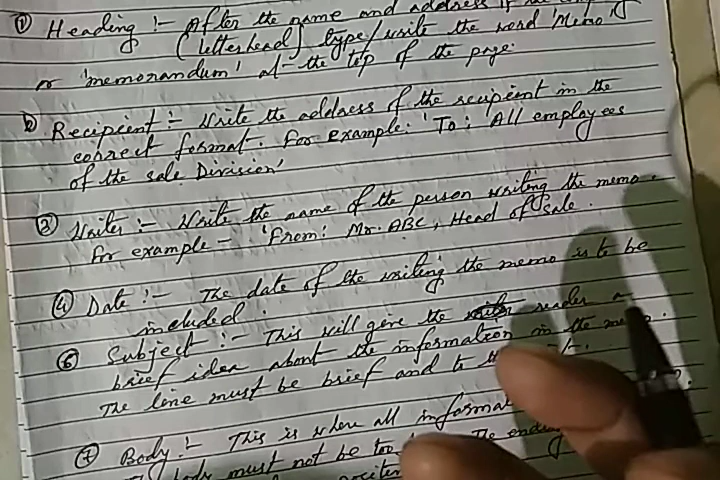 ① Heading :- After the name and address
(letterhead) type/write the word 'Memo'
or 'memorandum' at the top of the page.
② Recipient :- Write the address of the recipient in the
correct format. For example: 'To: All employees
of the sale Division'
③ Writer :- Write the name of the person writing the memo.
for example - 'From: Mr. ABC, Head of Sale.
④ Date :- The date of the writing the memo is to be
included.
⑥ Subject :- This will give the reader a
brief idea about the information in the memo.
The line must be brief and to
⑦ Body :- This is where all
body must not be too The